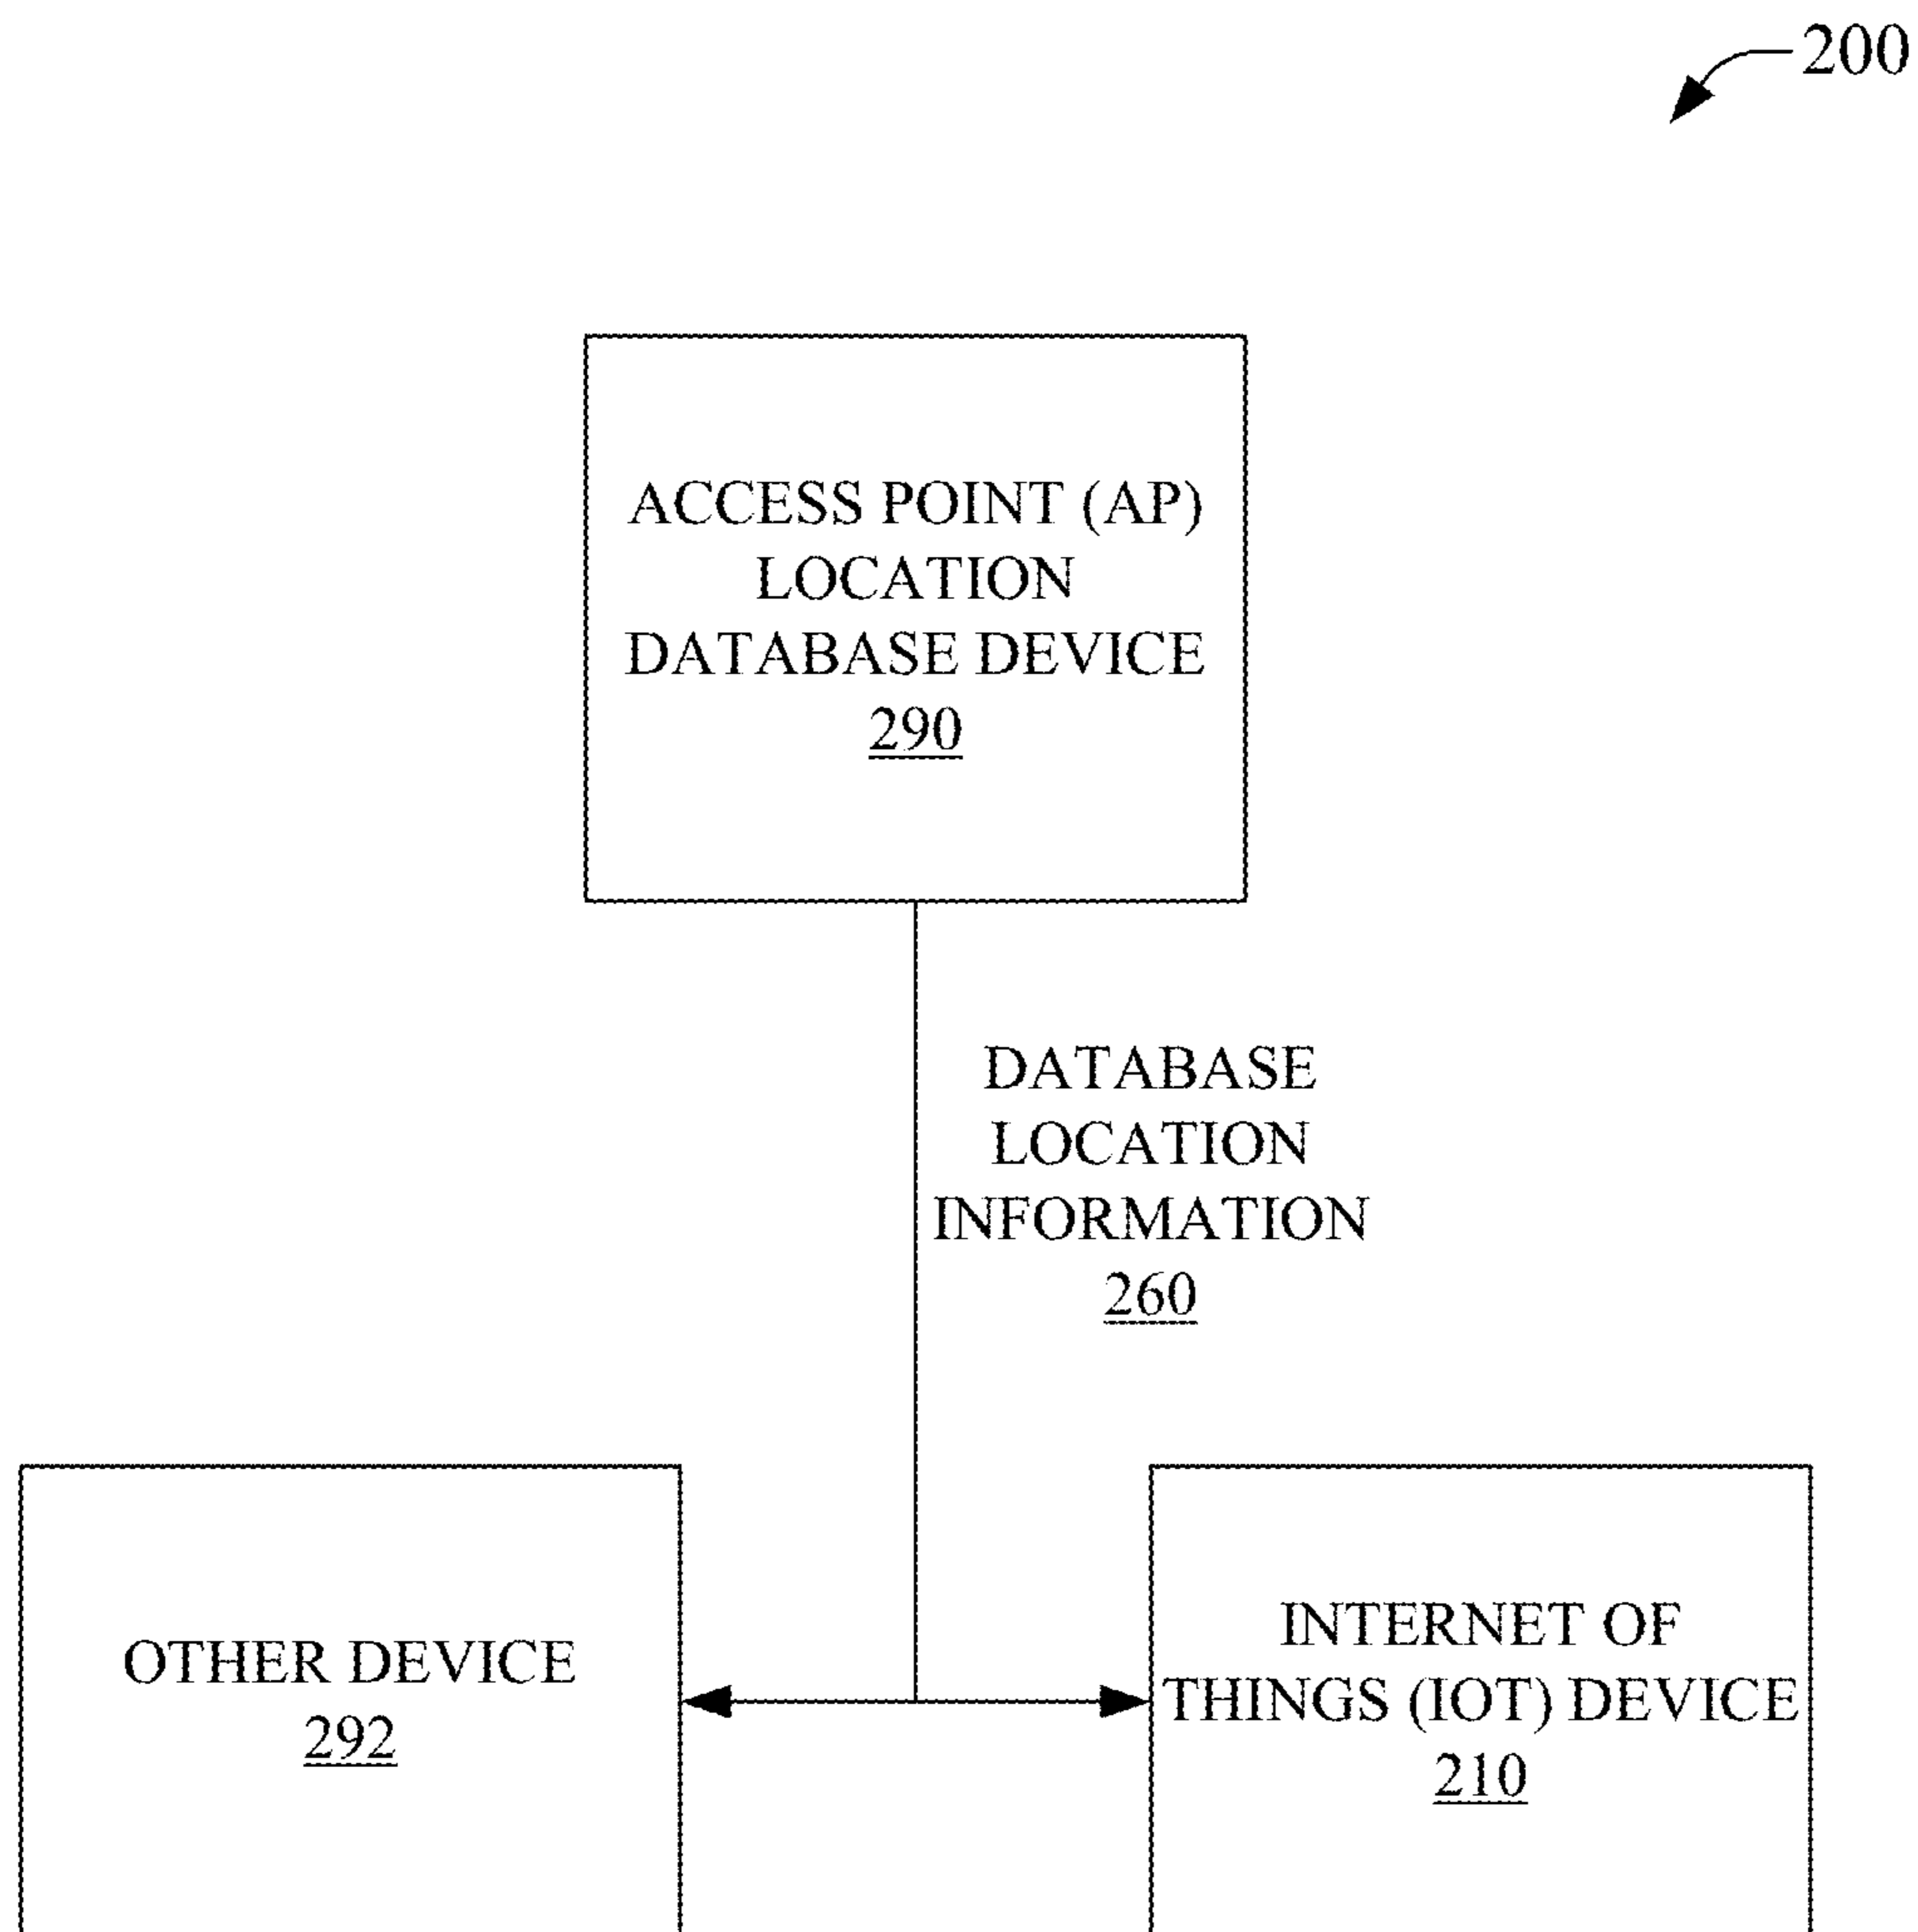 200
ACCESS POINT (AP)
LOCATION
DATABASE DEVICE
290
DATABASE
LOCATION
INFORMATION
260
OTHER DEVICE
292
INTERNET OF
THINGS (IOT) DEVICE
210